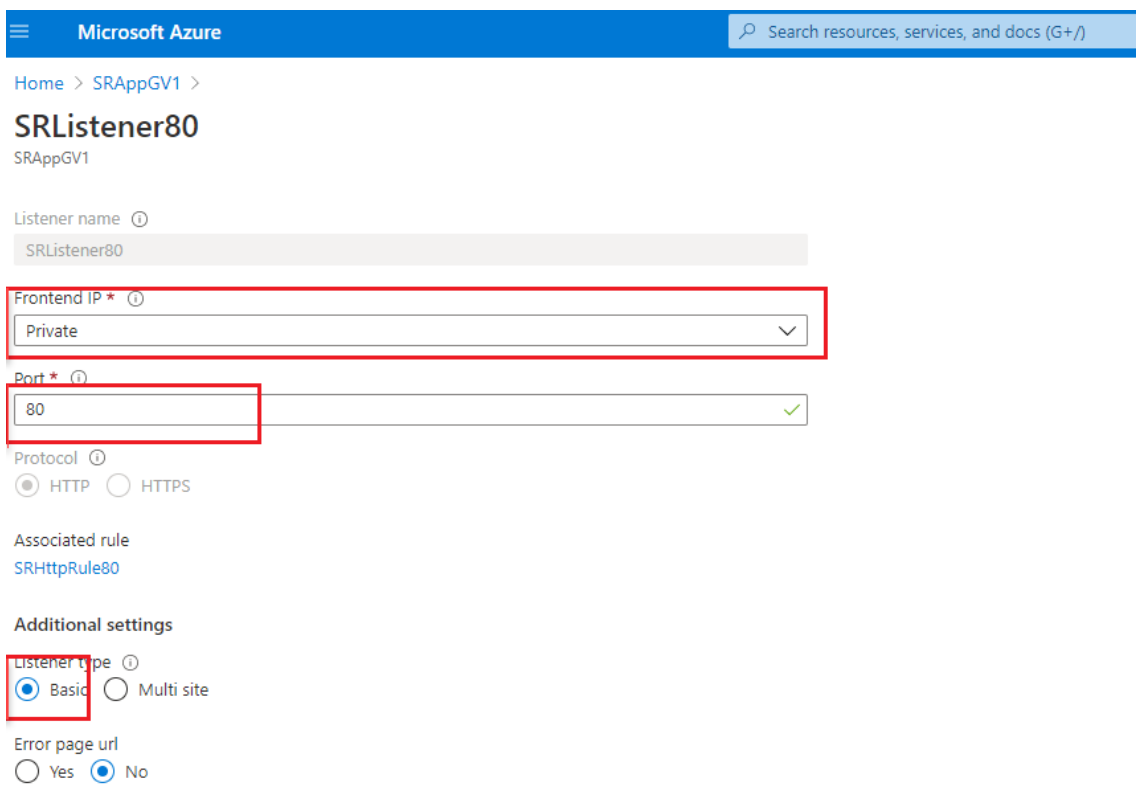 Microsoft Azure
Search resources, services, and docs (G+/)
Home > SRAppGV1 >
SRListener80
SRAppGV1
Listener name
SRListener80
Frontend IP *
Private
Port *
80
Protocol
HTTP HTTPS
Associated rule
SRHttpRule80
Additional settings
Listener type
Basic Multi site
Error page url
Yes No